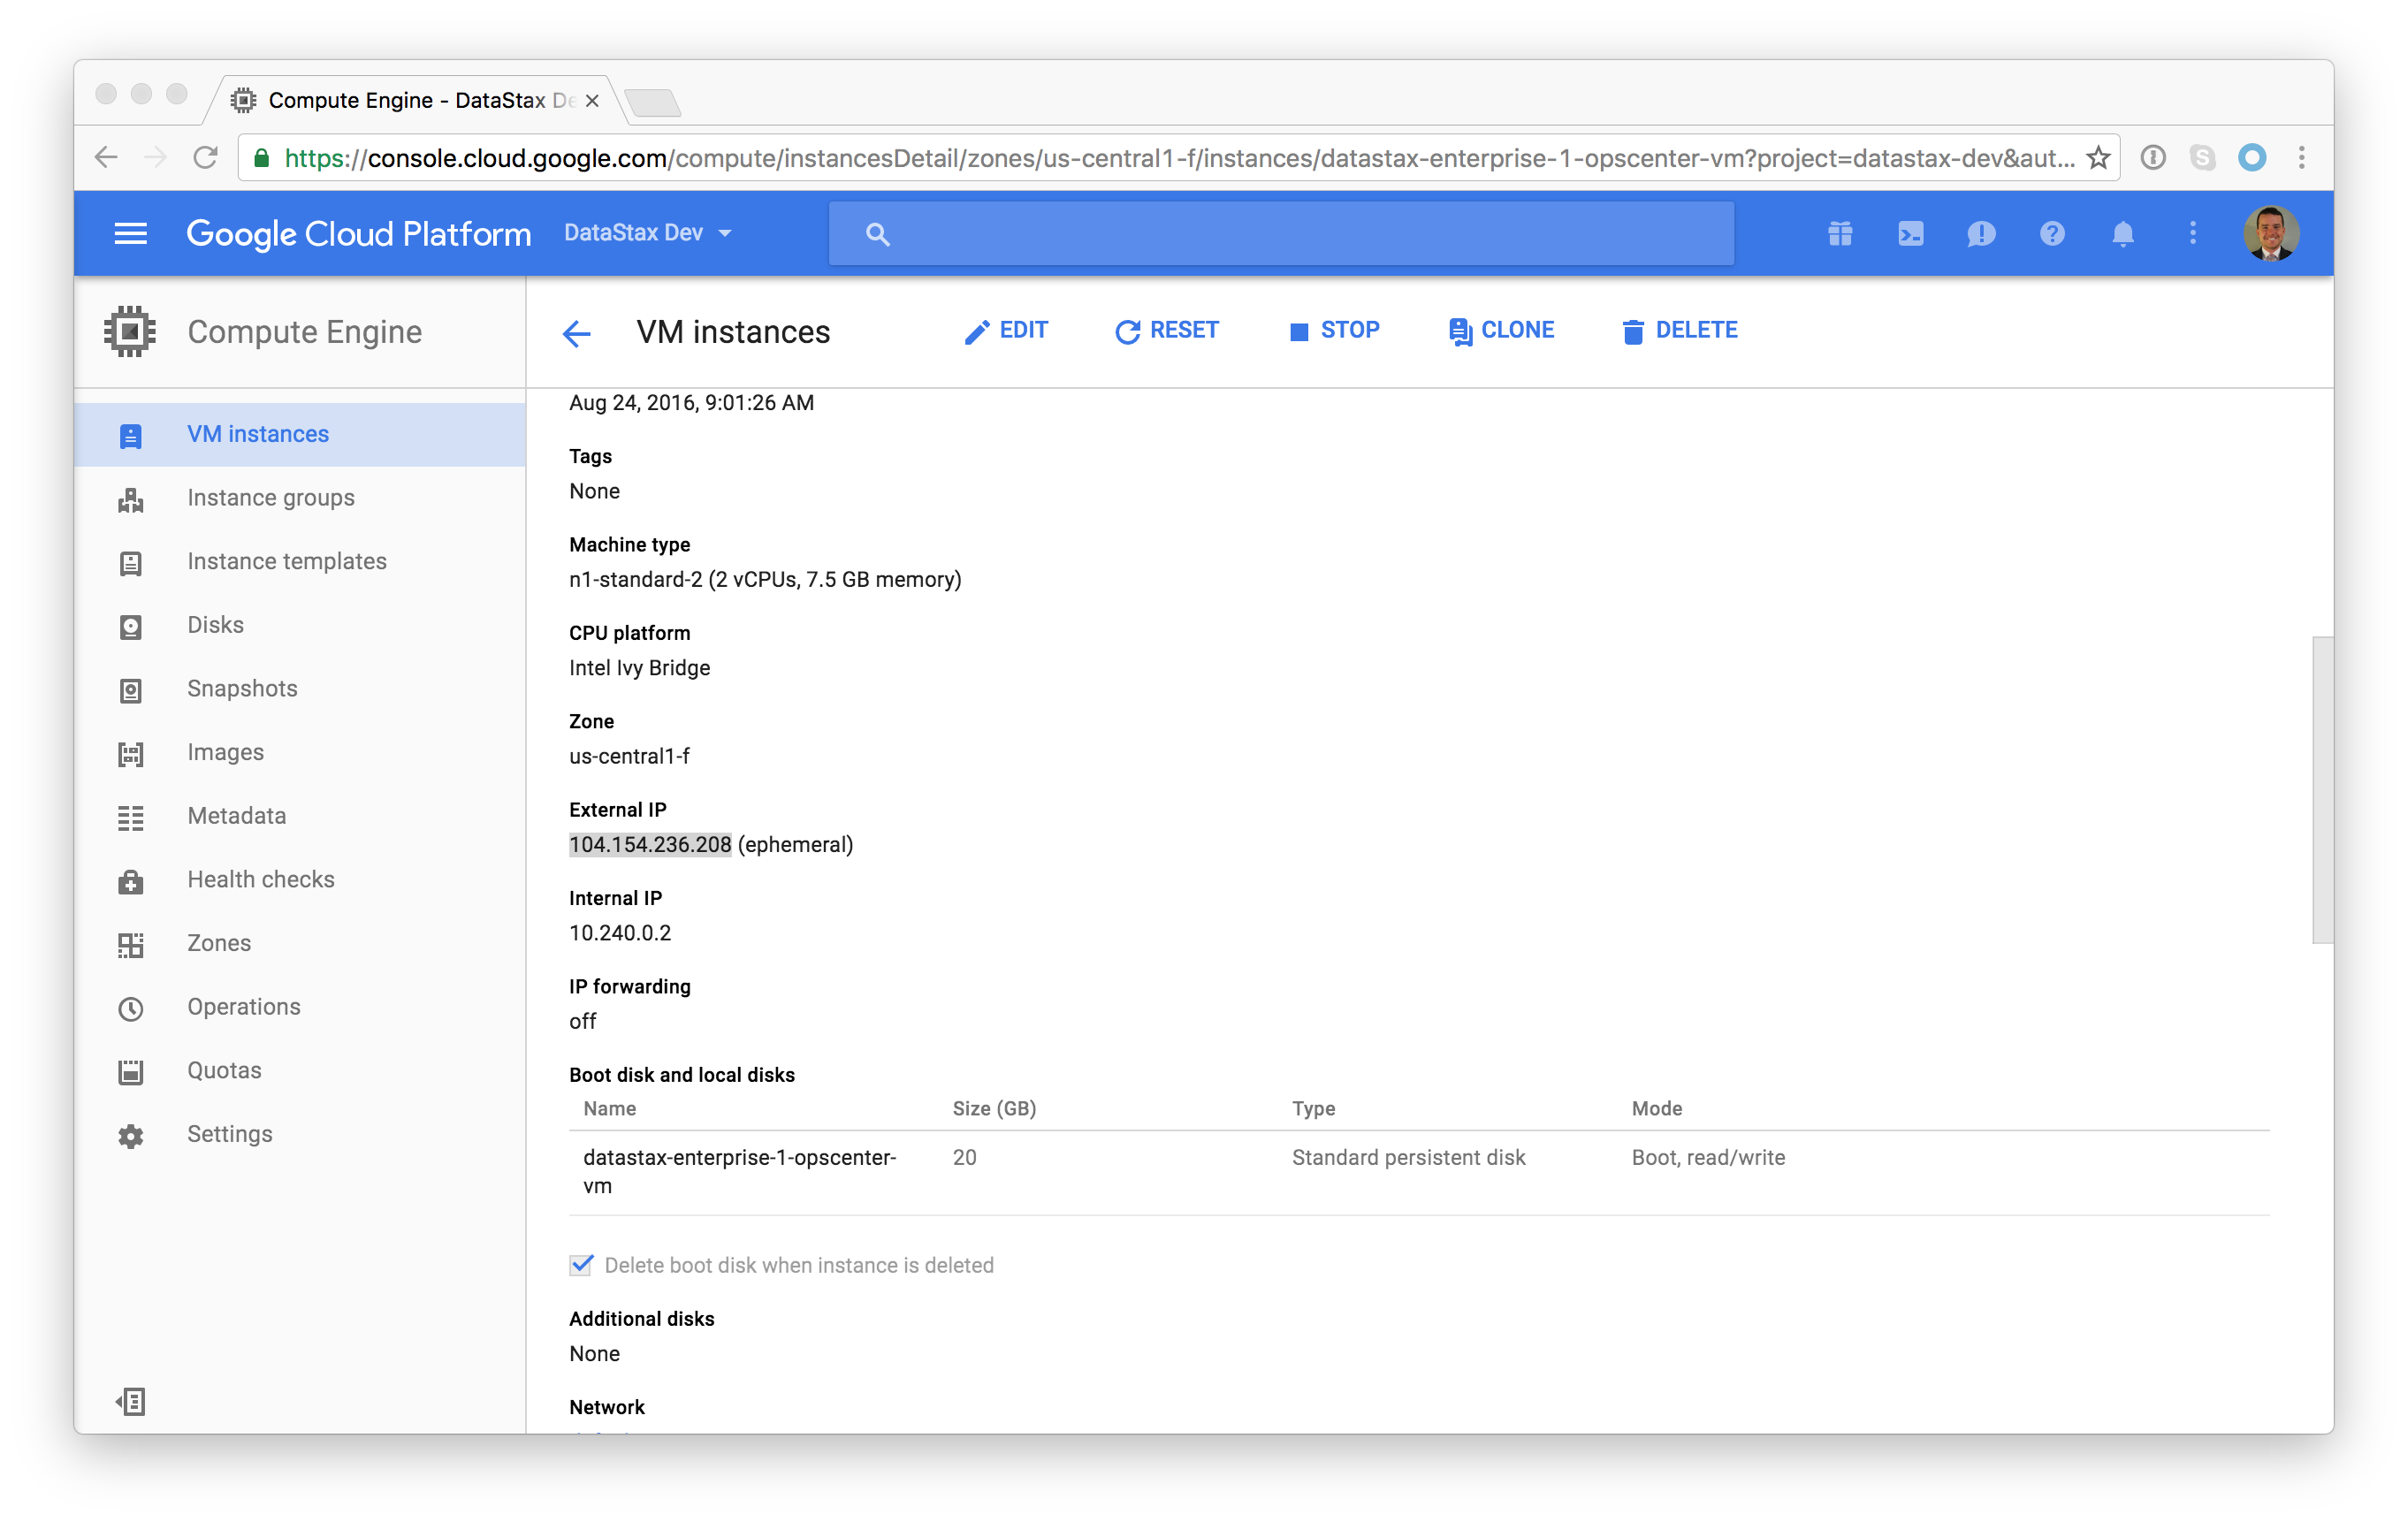 Compute Engine - DataStax De
https://console.cloud.google.com/compute/instancesDetail/zones/us-central1-f/instances/datastax-enterprise-1-opscenter-vm?project=datastax-dev&aut...
Google Cloud Platform
DataStax Dev
Compute Engine
VM instances
EDIT
RESET
STOP
CLONE
DELETE
VM instances
Instance groups
Instance templates
Disks
Snapshots
Images
Metadata
Health checks
Zones
Operations
Quotas
Settings
Aug 24, 2016, 9:01:26 AM
Tags
None
Machine type
n1-standard-2 (2 vCPUs, 7.5 GB memory)
CPU platform
Intel Ivy Bridge
Zone
us-central1-f
External IP
104.154.236.208 (ephemeral)
Internal IP
10.240.0.2
IP forwarding
off
Boot disk and local disks
Name Size (GB) Type Mode
datastax-enterprise-1-opscenter- 20 Standard persistent disk Boot, read/write
vm
Delete boot disk when instance is deleted
Additional disks
None
Network